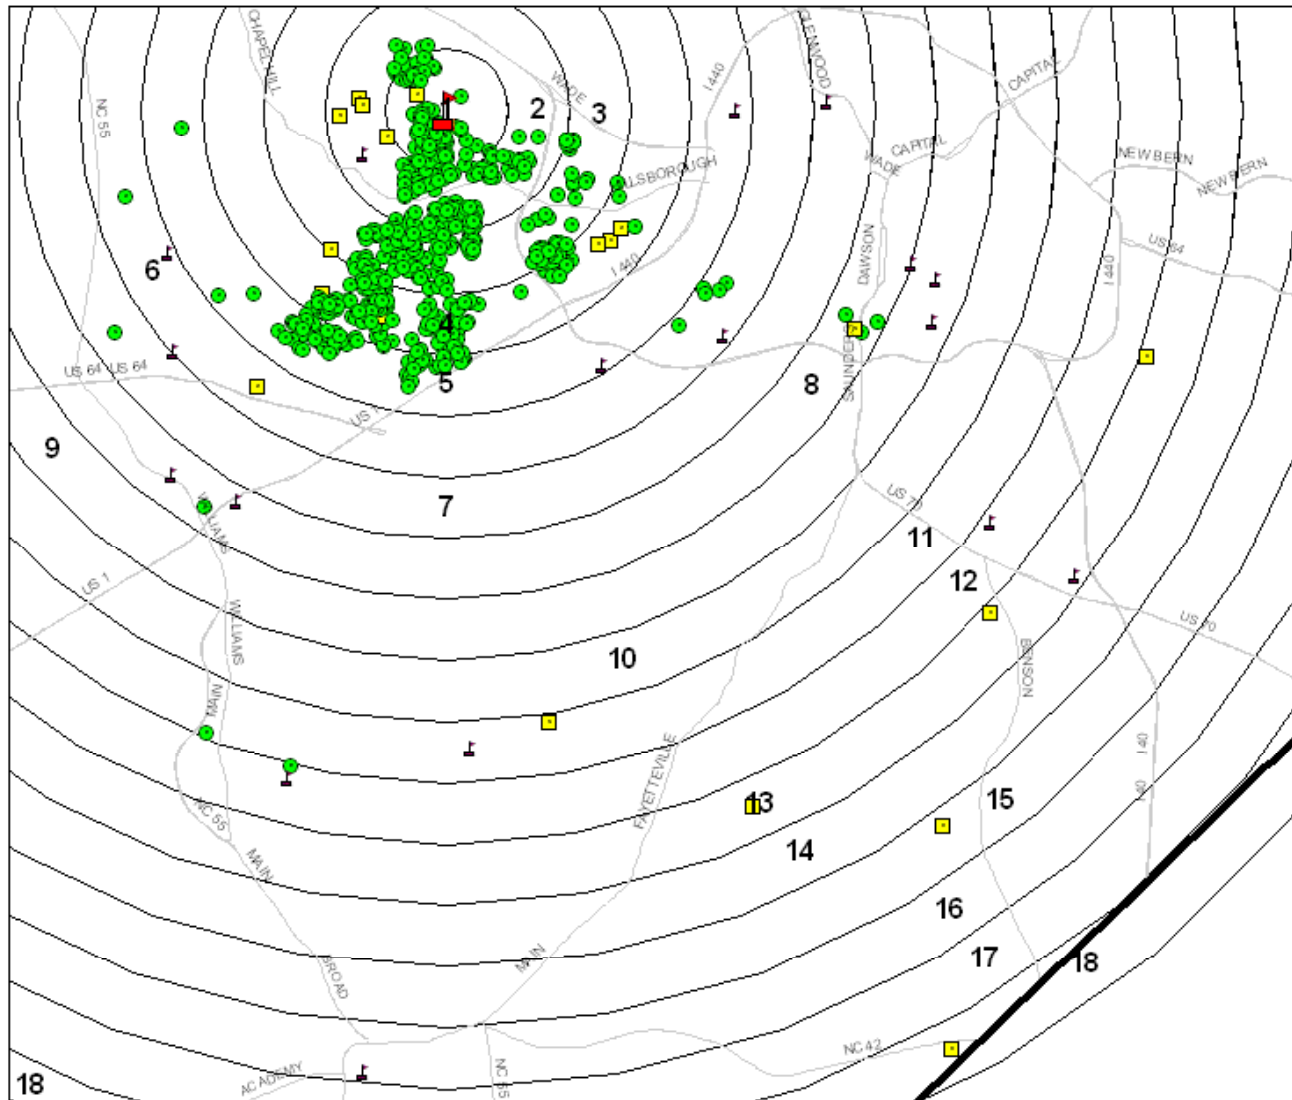 CHAPEL HILL
GLENWOOD
WADE
I 440
CAPITAL
NC 55
1
2
3
CAPITAL
WADE
NEW BERN
NEW BERN
LLSBOROUGH
US 64
DAWSON
I 440
I 440
6
4
SAUNDERS
US 64 US 64
5
8
US 1
9
7
US 70
WILLIAMS
11
12
US 1
WILLIAMS
US 70
10
BENSON
MAIN
FAYETTEVILLE
I 40
I 40
13
15
NC 55
14
MAIN
16
17
18
MAIN
BROAD
NC 42
ACADEMY
NC 55
18